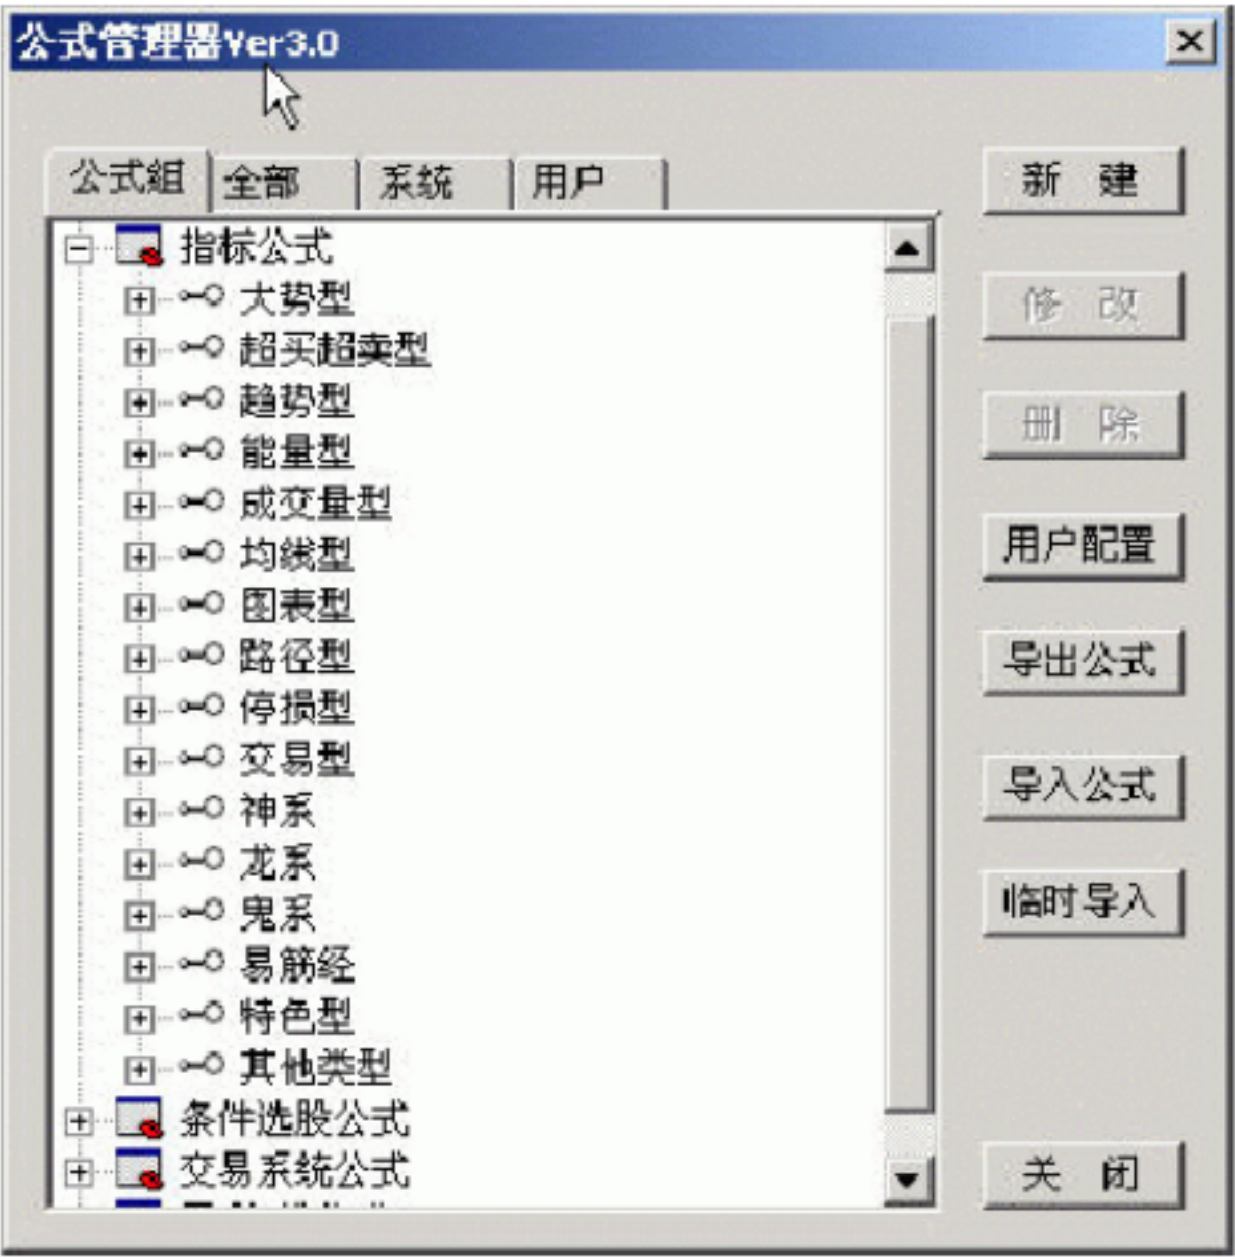 公式管理器Ver3.0
公式组 全部 系统 用户
指标公式
大势型
超买超卖型
趋势型
能量型
成交量型
均线型
图表型
路径型
停损型
交易型
神系
龙系
鬼系
易筋经
特色型
其他类型
条件选股公式
交易系统公式
新 建
修 改
删 除
用户配置
导出公式
导入公式
临时导入
关 闭